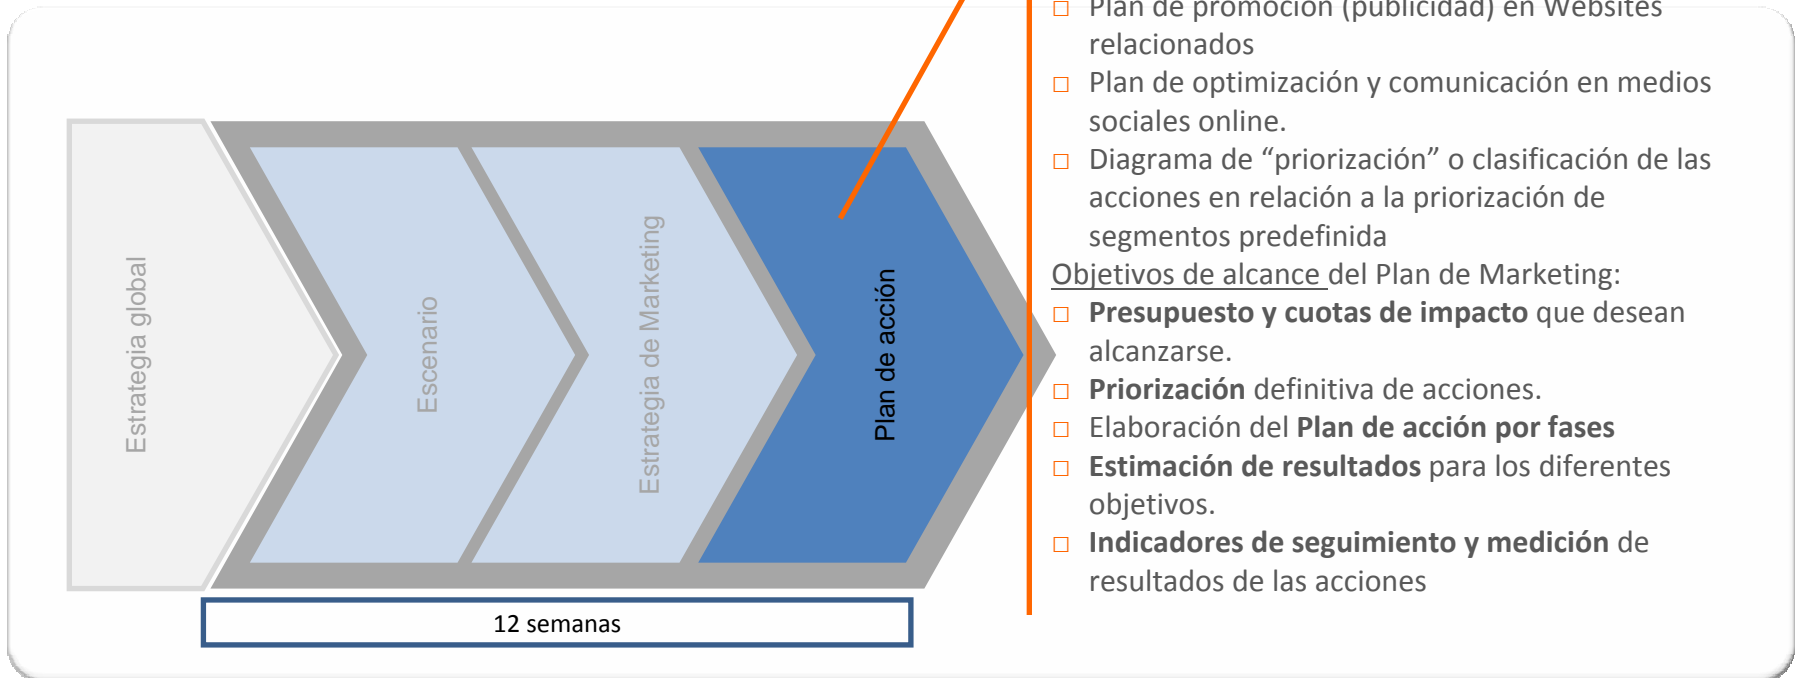 Estrategia global
Escenario
Estrategia de Marketing
Plan de acción
12 semanas
□ Plan de promoción (publicidad) en Websites
relacionados
□ Plan de optimización y comunicación en medios
sociales online.
□ Diagrama de “priorización” o clasificación de las
acciones en relación a la priorización de
segmentos predefinida
Objetivos de alcance del Plan de Marketing:
□ Presupuesto y cuotas de impacto que desean
alcanzarse.
□ Priorización definitiva de acciones.
□ Elaboración del Plan de acción por fases
□ Estimación de resultados para los diferentes
objetivos.
□ Indicadores de seguimiento y medición de
resultados de las acciones